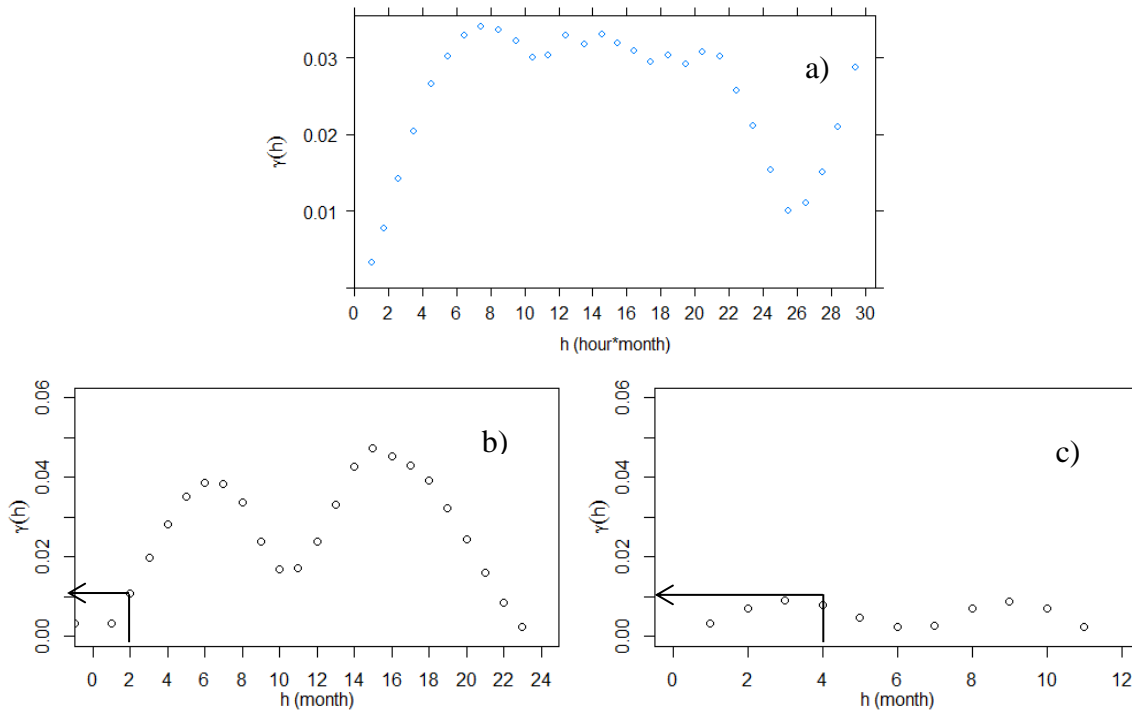 a)
γ(h)
0.03
0.02
0.01
0 2 4 6 8 10 12 14 16 18 20 22 24 26 28 30
h (hour*month)
b)
γ(h)
0.06
0.04
0.02
0.00
0 2 4 6 8 10 12 14 16 18 20 22 24
h (month)
c)
γ(h)
0.06
0.04
0.02
0.00
0 2 4 6 8 10 12
h (month)